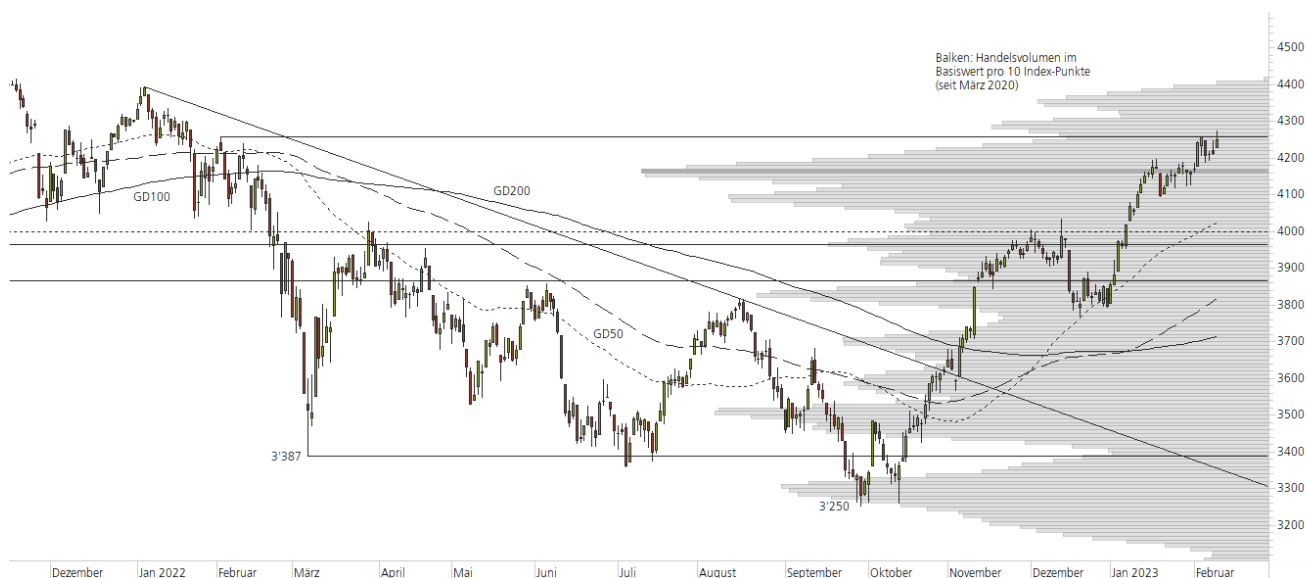 Balken: Handelsvolumen im
Basiswert pro 10 Index-Punkte
(seit März 2020)
4500
4400
4300
4200
4100
4000
3900
3800
3700
3600
3500
3400
3300
3200
GD100
GD200
GD50
3'387
3'250
Dezember
Jan 2022
Februar
März
April
Mai
Juni
Juli
August
September
Oktober
November
Dezember
Jan 2023
Februar